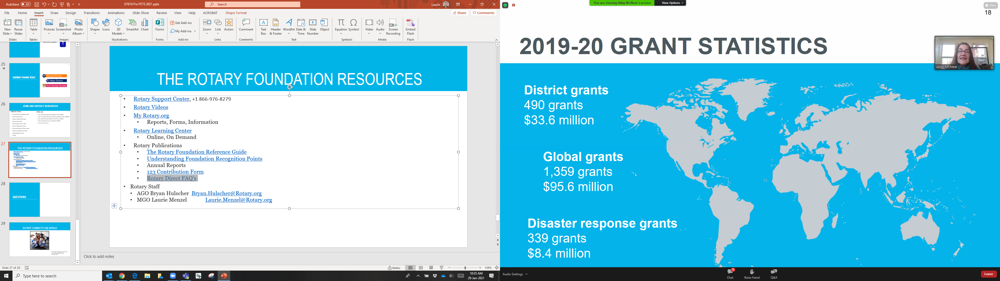 AutoSave Off
D7610 Pre PETS 2021.pptx
Search
Laurie
File Home Insert Draw Design Transitions Animations Slide Show Review View Help ACROBAT Shape Format
Share
Comments
New Slide
Reuse Slides
Table
Pictures
Screenshot
Photo Album
Shapes
Icons
3D Models
SmartArt
Chart
Forms
Get Add-ins
My Add-ins
Zoom
Link
Action
Comment
Text Box
Header & Footer
WordArt
Date & Time
Slide Number
Object
Equation
Symbol
Video
Audio
Screen Recording
Embed Flash
Slides Tables Images Illustrations Forms Add-ins Links Comments Text Symbols Media Flash
25
SAYING THANK YOU!
Bequest Society
Major Donors
Arch Klumph Society
26
ZONE AND DISTRICT RESOURCES
27
THE ROTARY FOUNDATION RESOURCES
28
QUESTIONS
29
ROTARY CONNECTS THE WORLD!
THE ROTARY FOUNDATION RESOURCES
• Rotary Support Center, +1 866-976-8279
• Rotary Videos
• My Rotary.org
• Reports, Forms, Information
• Rotary Learning Center
• Online, On Demand
• Rotary Publications
• The Rotary Foundation Reference Guide
• Understanding Foundation Recognition Points
• Annual Reports
• 123 Contribution Form
• Rotary Direct FAQ's
• Rotary Staff
• AGO Bryan Hulscher Bryan.Hulscher@Rotary.org
• MGO Laurie Menzel Laurie.Menzel@Rotary.org
Click to add notes
Slide 27 of 29
Notes
108%
Type here to search
10:35 AM
29-Jan-2021
You are viewing Abby McNear's screen
View Options
View
18
2019-20 GRANT STATISTICS
Abby McNear
District grants
490 grants
$33.6 million
Global grants
1,359 grants
$95.6 million
Disaster response grants
339 grants
$8.4 million
Audio Settings
5
Chat
Raise Hand
Q&A
Leave